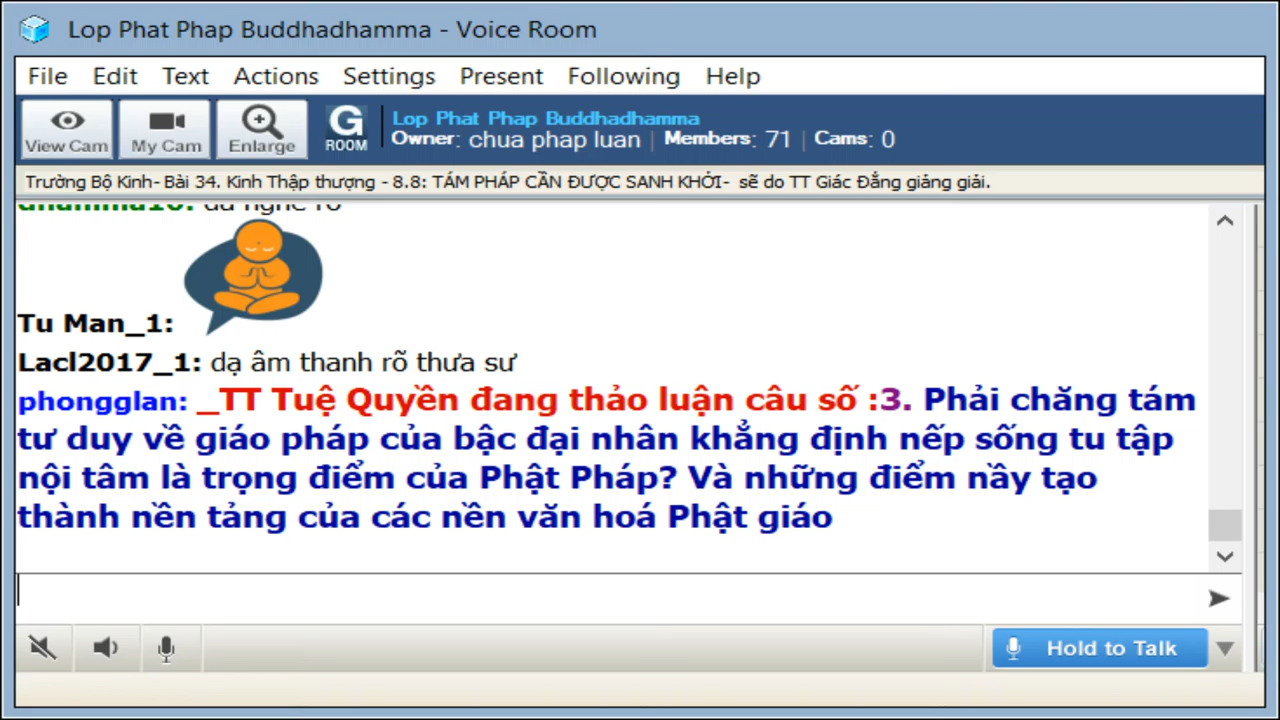 Lop Phat Phap Buddhadhamma - Voice Room
File Edit Text Actions Settings Present Following Help
View Cam My Cam Enlarge G ROOM
Lop Phat Phap Buddhadhamma
Owner: chua phap luan | Members: 71 | Cams: 0
Trường Bộ Kinh- Bài 34. Kinh Thập thượng - 8.8: TÁM PHÁP CẦN ĐƯỢC SANH KHỞI- sẽ do TT Giác Đẳng giảng giải.
dhamma10: dạ nghe rõ
Tu Man_1:
Lacl2017_1: dạ âm thanh rõ thưa sư
phongglan: _TT Tuệ Quyền đang thảo luận câu số :3. Phải chăng tám
tư duy về giáo pháp của bậc đại nhân khẳng định nếp sống tu tập
nội tâm là trọng điểm của Phật Pháp? Và những điểm nầy tạo
thành nền tảng của các nền văn hoá Phật giáo
Hold to Talk